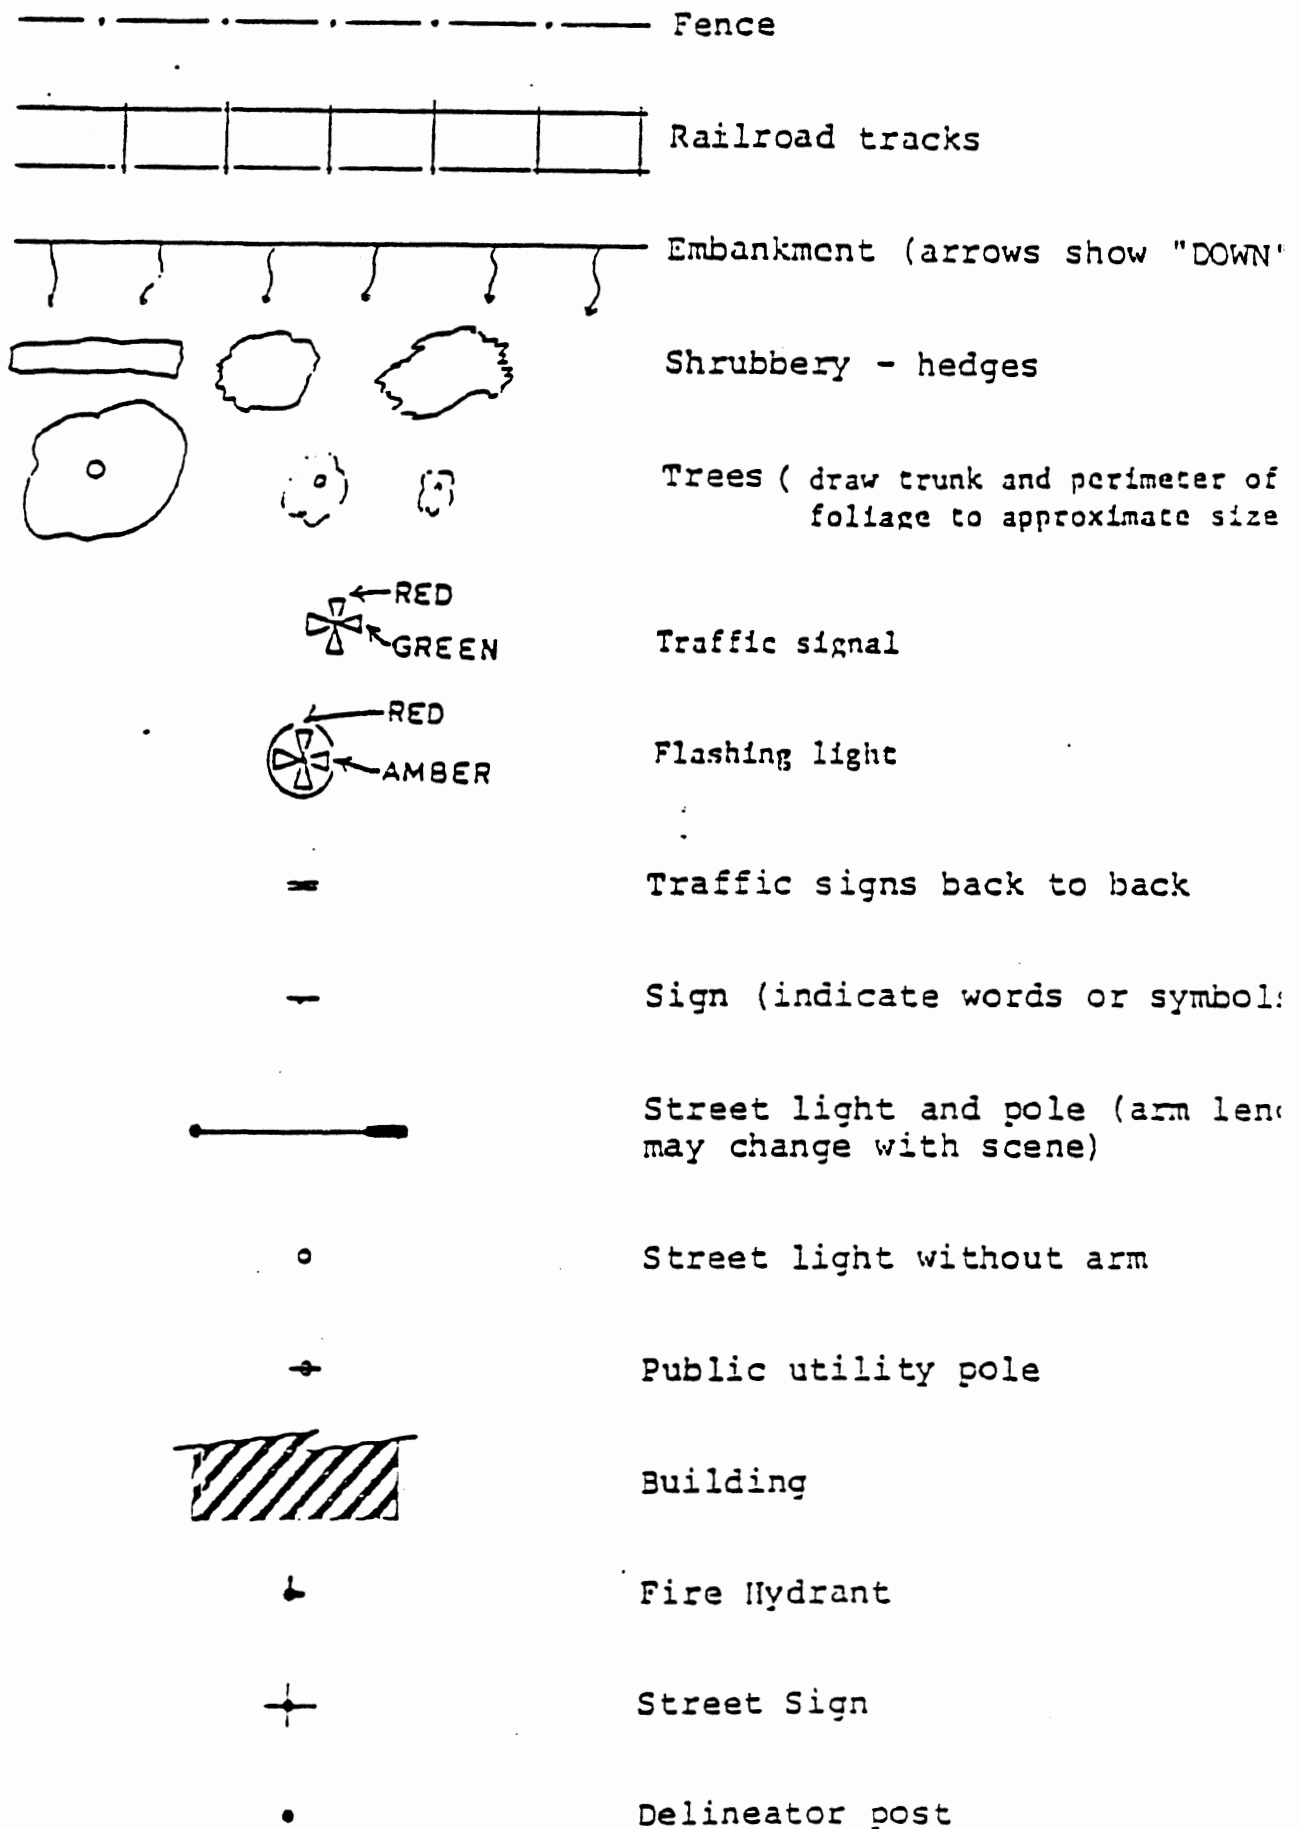 Fence
Railroad tracks
Embankment (arrows show "DOWN"
Shrubbery - hedges
Trees ( draw trunk and perimeter of
foliage to approximate size
RED
GREEN
Traffic signal
RED
AMBER
Flashing light
Traffic signs back to back
Sign (indicate words or symbols
Street light and pole (arm
may change with scene)
Street light without arm
Public utility pole
Building
Fire Hydrant
Street Sign
Delineator post